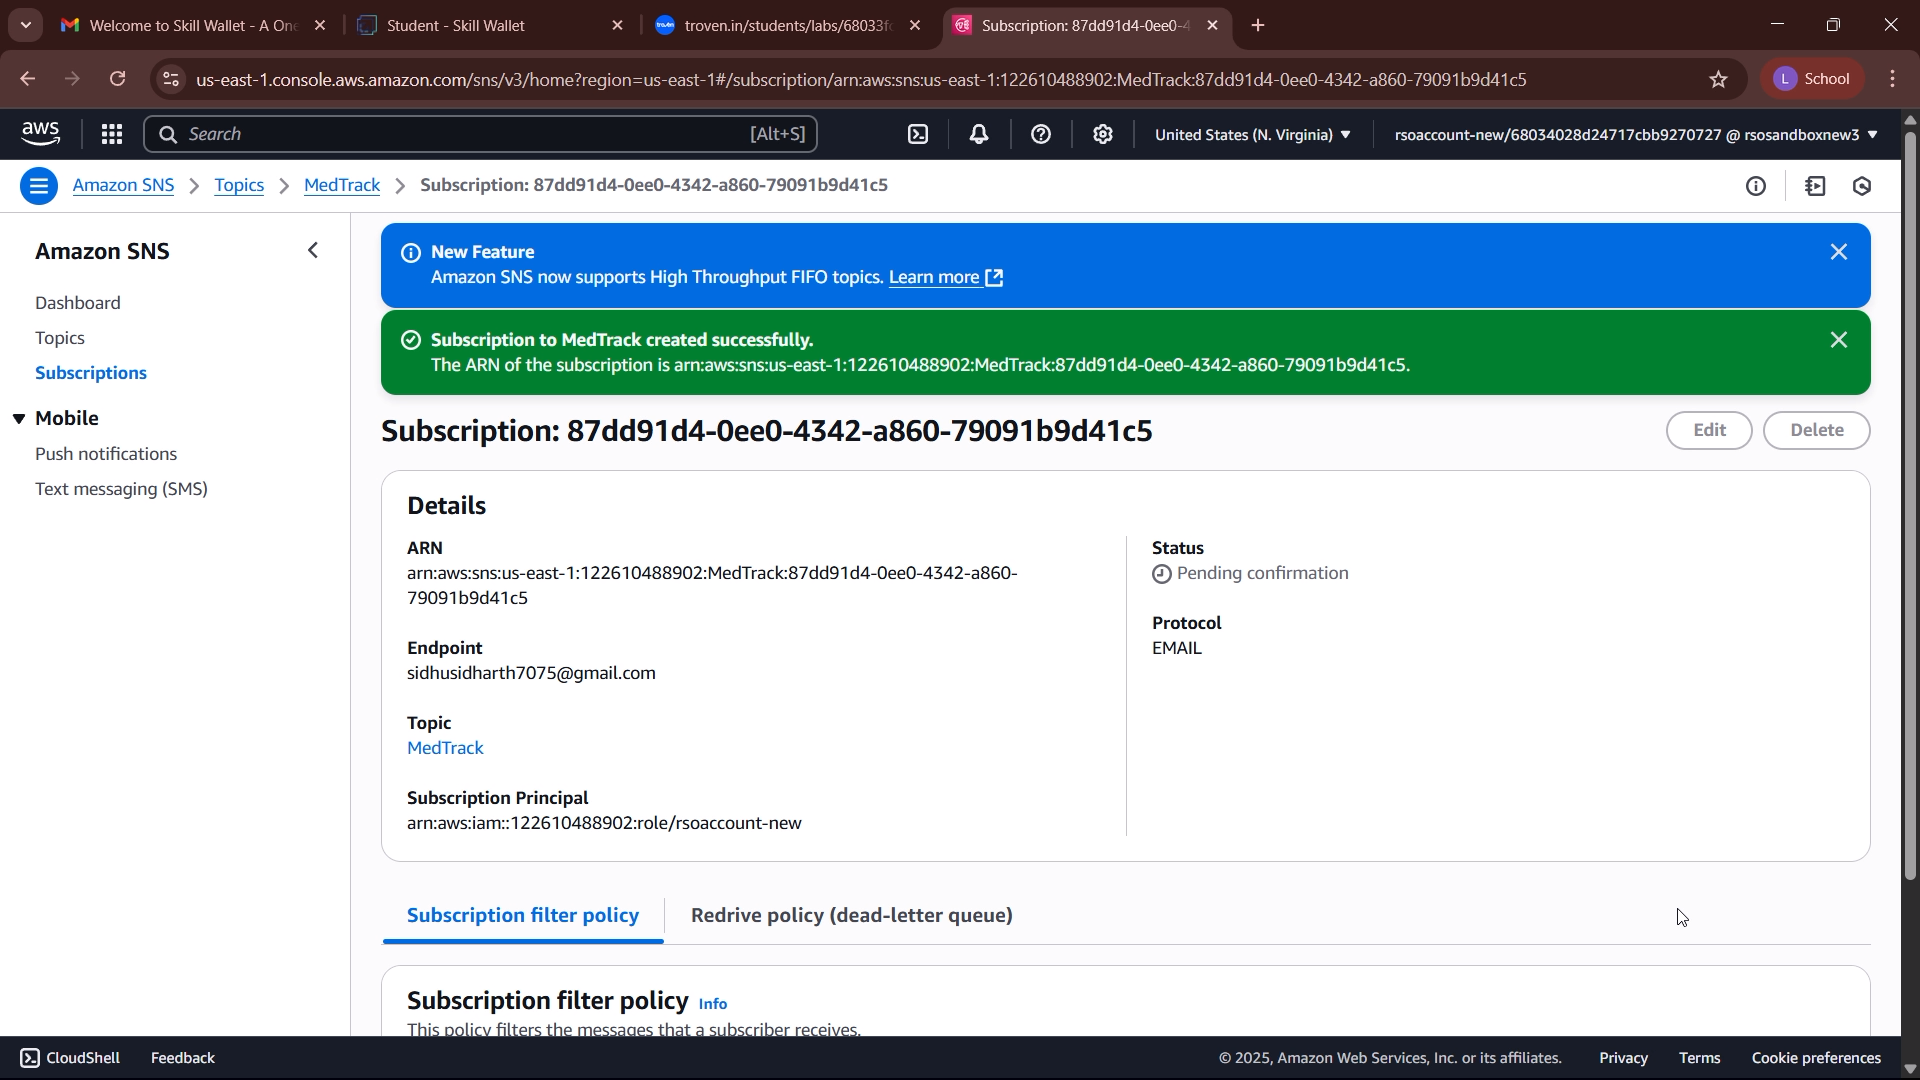 Welcome to Skill Wallet - A One
Student - Skill Wallet
troven.in/students/labs/68033f
Subscription: 87dd91d4-0ee0-4
us-east-1.console.aws.amazon.com/sns/v3/home?region=us-east-1#/subscription/arn:aws:sns:us-east-1:122610488902:MedTrack:87dd91d4-0ee0-4342-a860-79091b9d41c5
L School
aws
Search [Alt+S]
United States (N. Virginia)
rsoaccount-new/68034028d24717cbb9270727 @ rsosandboxnew3
Amazon SNS
Topics
MedTrack
Subscription: 87dd91d4-0ee0-4342-a860-79091b9d41c5
Amazon SNS
Dashboard
Topics
Subscriptions
Mobile
Push notifications
Text messaging (SMS)
New Feature
Amazon SNS now supports High Throughput FIFO topics. Learn more
Subscription to MedTrack created successfully.
The ARN of the subscription is arn:aws:sns:us-east-1:122610488902:MedTrack:87dd91d4-0ee0-4342-a860-79091b9d41c5.
Subscription: 87dd91d4-0ee0-4342-a860-79091b9d41c5
Edit
Delete
Details
ARN
arn:aws:sns:us-east-1:122610488902:MedTrack:87dd91d4-0ee0-4342-a860-
79091b9d41c5
Endpoint
sidhusidharth7075@gmail.com
Topic
MedTrack
Subscription Principal
arn:aws:iam::122610488902:role/rsoaccount-new
Status
Pending confirmation
Protocol
EMAIL
Subscription filter policy
Redrive policy (dead-letter queue)
Subscription filter policy Info
This policy filters the messages that a subscriber receives.
CloudShell
Feedback
© 2025, Amazon Web Services, Inc. or its affiliates.
Privacy
Terms
Cookie preferences